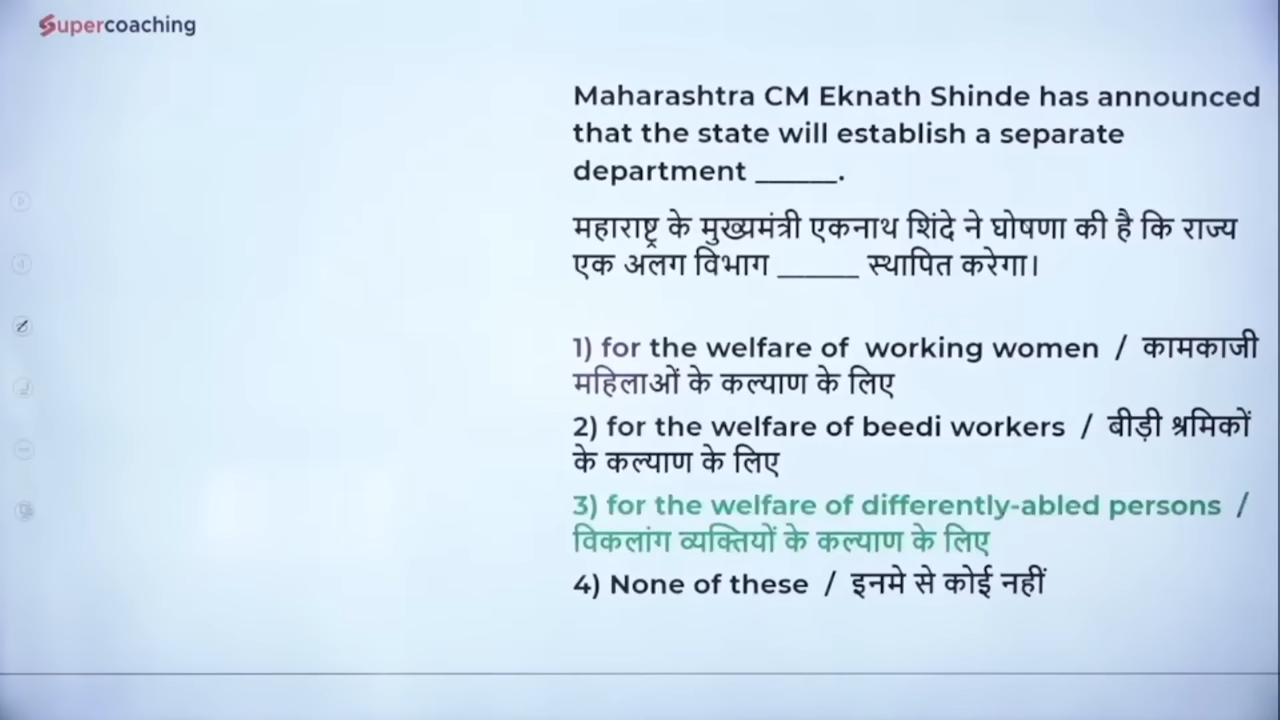 Supercoaching
Maharashtra CM Eknath Shinde has announced
that the state will establish a separate
department ______.
महाराष्ट्र के मुख्यमंत्री एकनाथ शिंदे ने घोषणा की है कि राज्य
एक अलग विभाग ______ स्थापित करेगा।
1) for the welfare of working women / कामकाजी
महिलाओं के कल्याण के लिए
2) for the welfare of beedi workers / बीड़ी श्रमिकों
के कल्याण के लिए
3) for the welfare of differently-abled persons /
विकलांग व्यक्तियों के कल्याण के लिए
4) None of these / इनमे से कोई नहीं